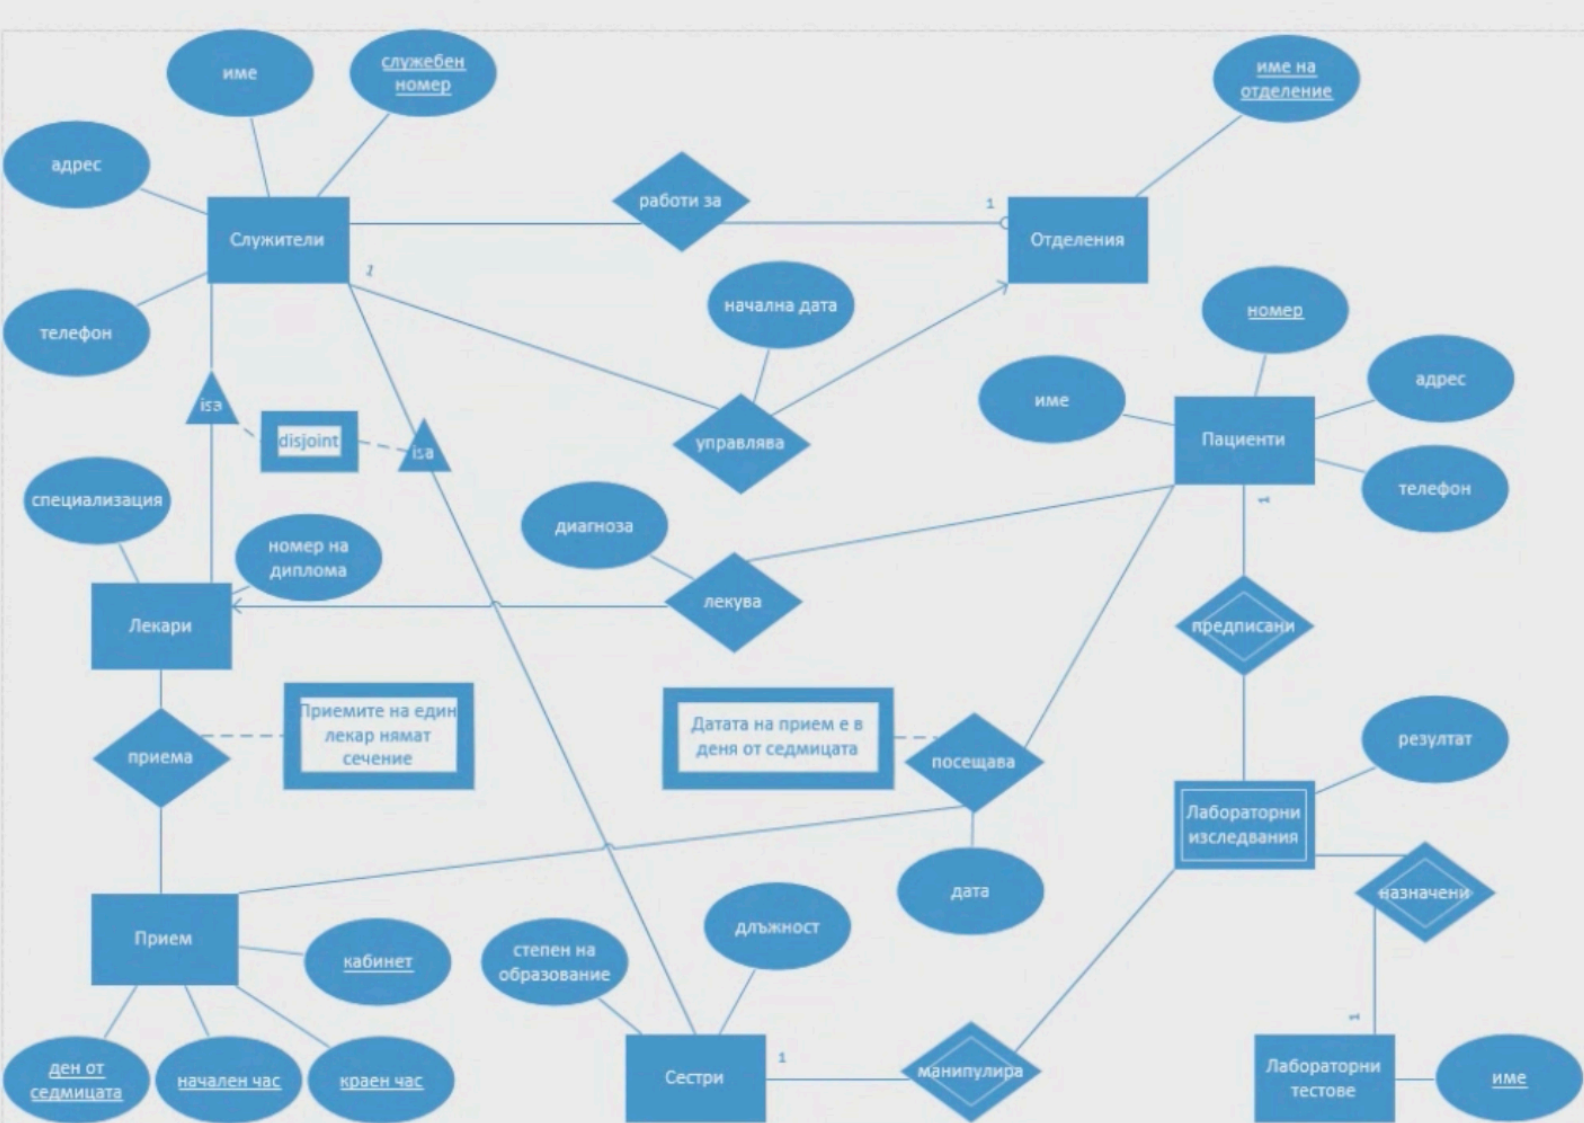 име
служебен
номер
име на
отделение
адрес
работи за
1
Служители
Отделения
1
начална дата
номер
телефон
адрес
име
isa
disjoint
isa
управлява
Пациенти
специализация
диагноза
телефон
1
номер на
диплома
лекува
Лекари
предписани
Приемите на един
лекар нямат
сечение
Датата на прием е в
деня от седмицата
резултат
приема
посещава
Лабораторни
изследвания
дата
назначени
длъжност
Прием
кабинет
степен на
образование
1
1
ден от
седмицата
начален час
краен час
Сестри
манипулира
Лабораторни
тестове
име